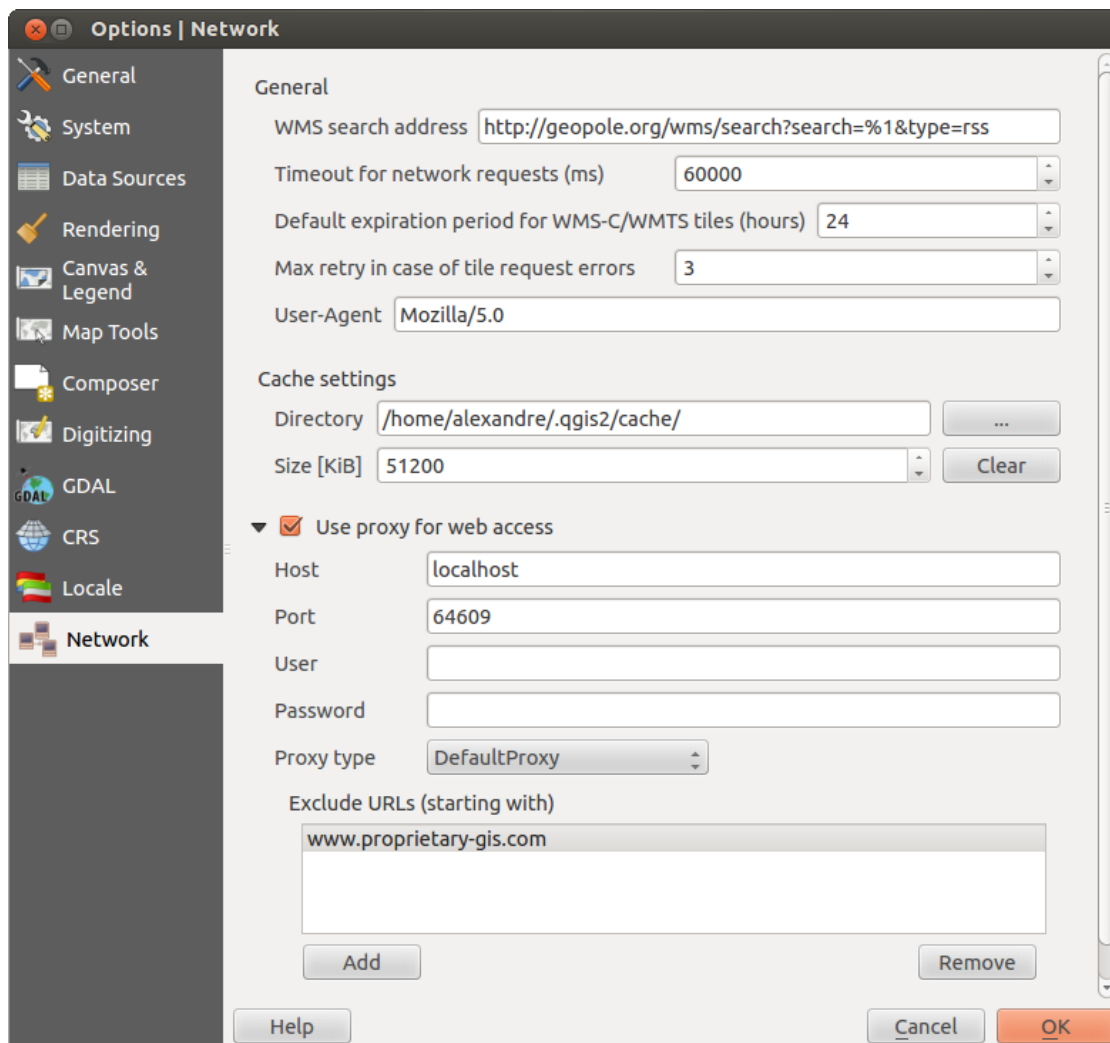 Options | Network
General
System
Data Sources
Rendering
Canvas &
Legend
Map Tools
Composer
Digitizing
GDAL
GDAL
CRS
Locale
Network
General
WMS search address http://geopole.org/wms/search?search=%1&type=rss
Timeout for network requests (ms) 60000
Default expiration period for WMS-C/WMTS tiles (hours) 24
Max retry in case of tile request errors 3
User-Agent Mozilla/5.0
Cache settings
Directory /home/alexandre/.qgis2/cache/ ...
Size [KiB] 51200 Clear
Use proxy for web access
Host localhost
Port 64609
User
Password
Proxy type DefaultProxy
Exclude URLs (starting with)
www.proprietary-gis.com
Add Remove
Help Cancel OK